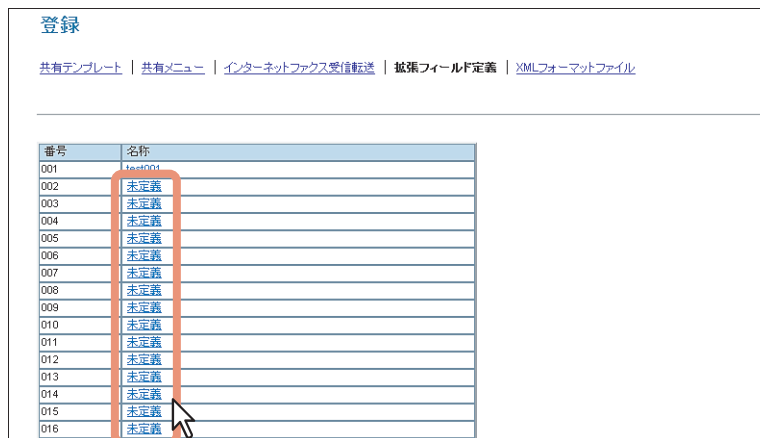 登録
共有テンプレート | 共有メニュー | インターネットファクス受信転送 | 拡張フィールド定義 | XMLフォーマットファイル
番号 名称
001 test001
002 未定義
003 未定義
004 未定義
005 未定義
006 未定義
007 未定義
008 未定義
009 未定義
010 未定義
011 未定義
012 未定義
013 未定義
014 未定義
015 未定義
016 未定義